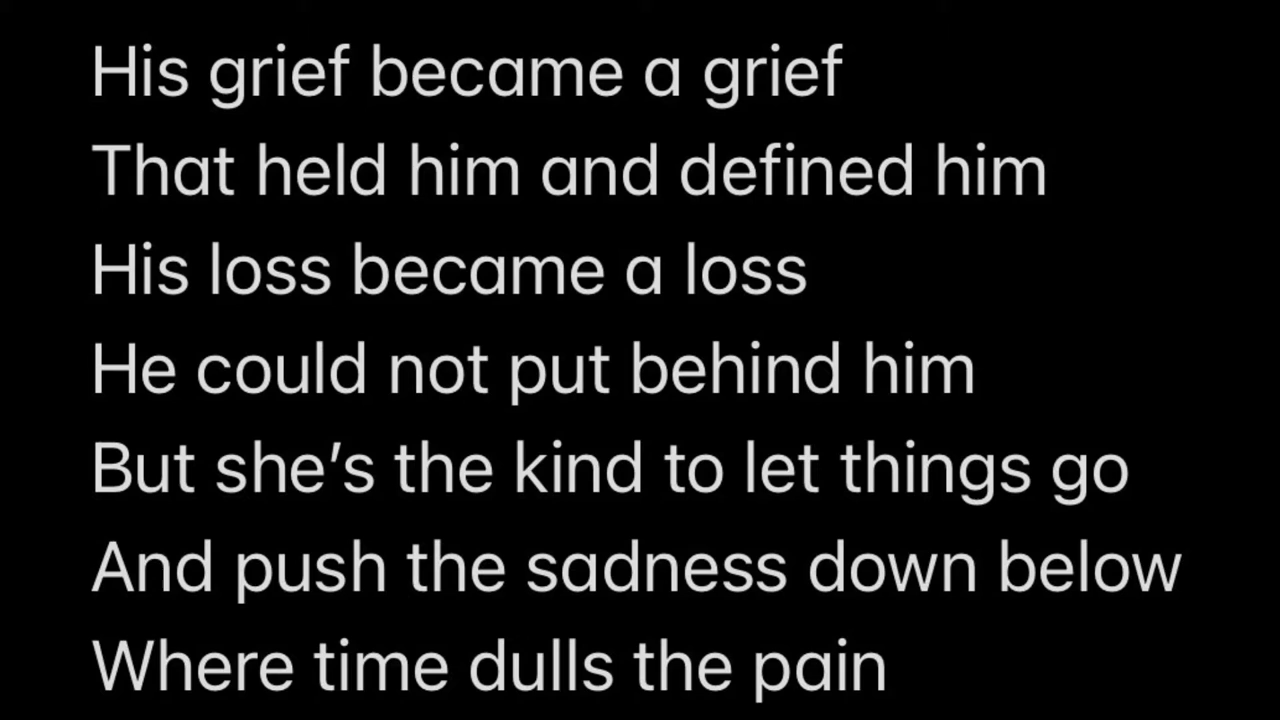 His grief became a grief
That held him and defined him
His loss became a loss
He could not put behind him
But she’s the kind to let things go
And push the sadness down below
Where time dulls the pain